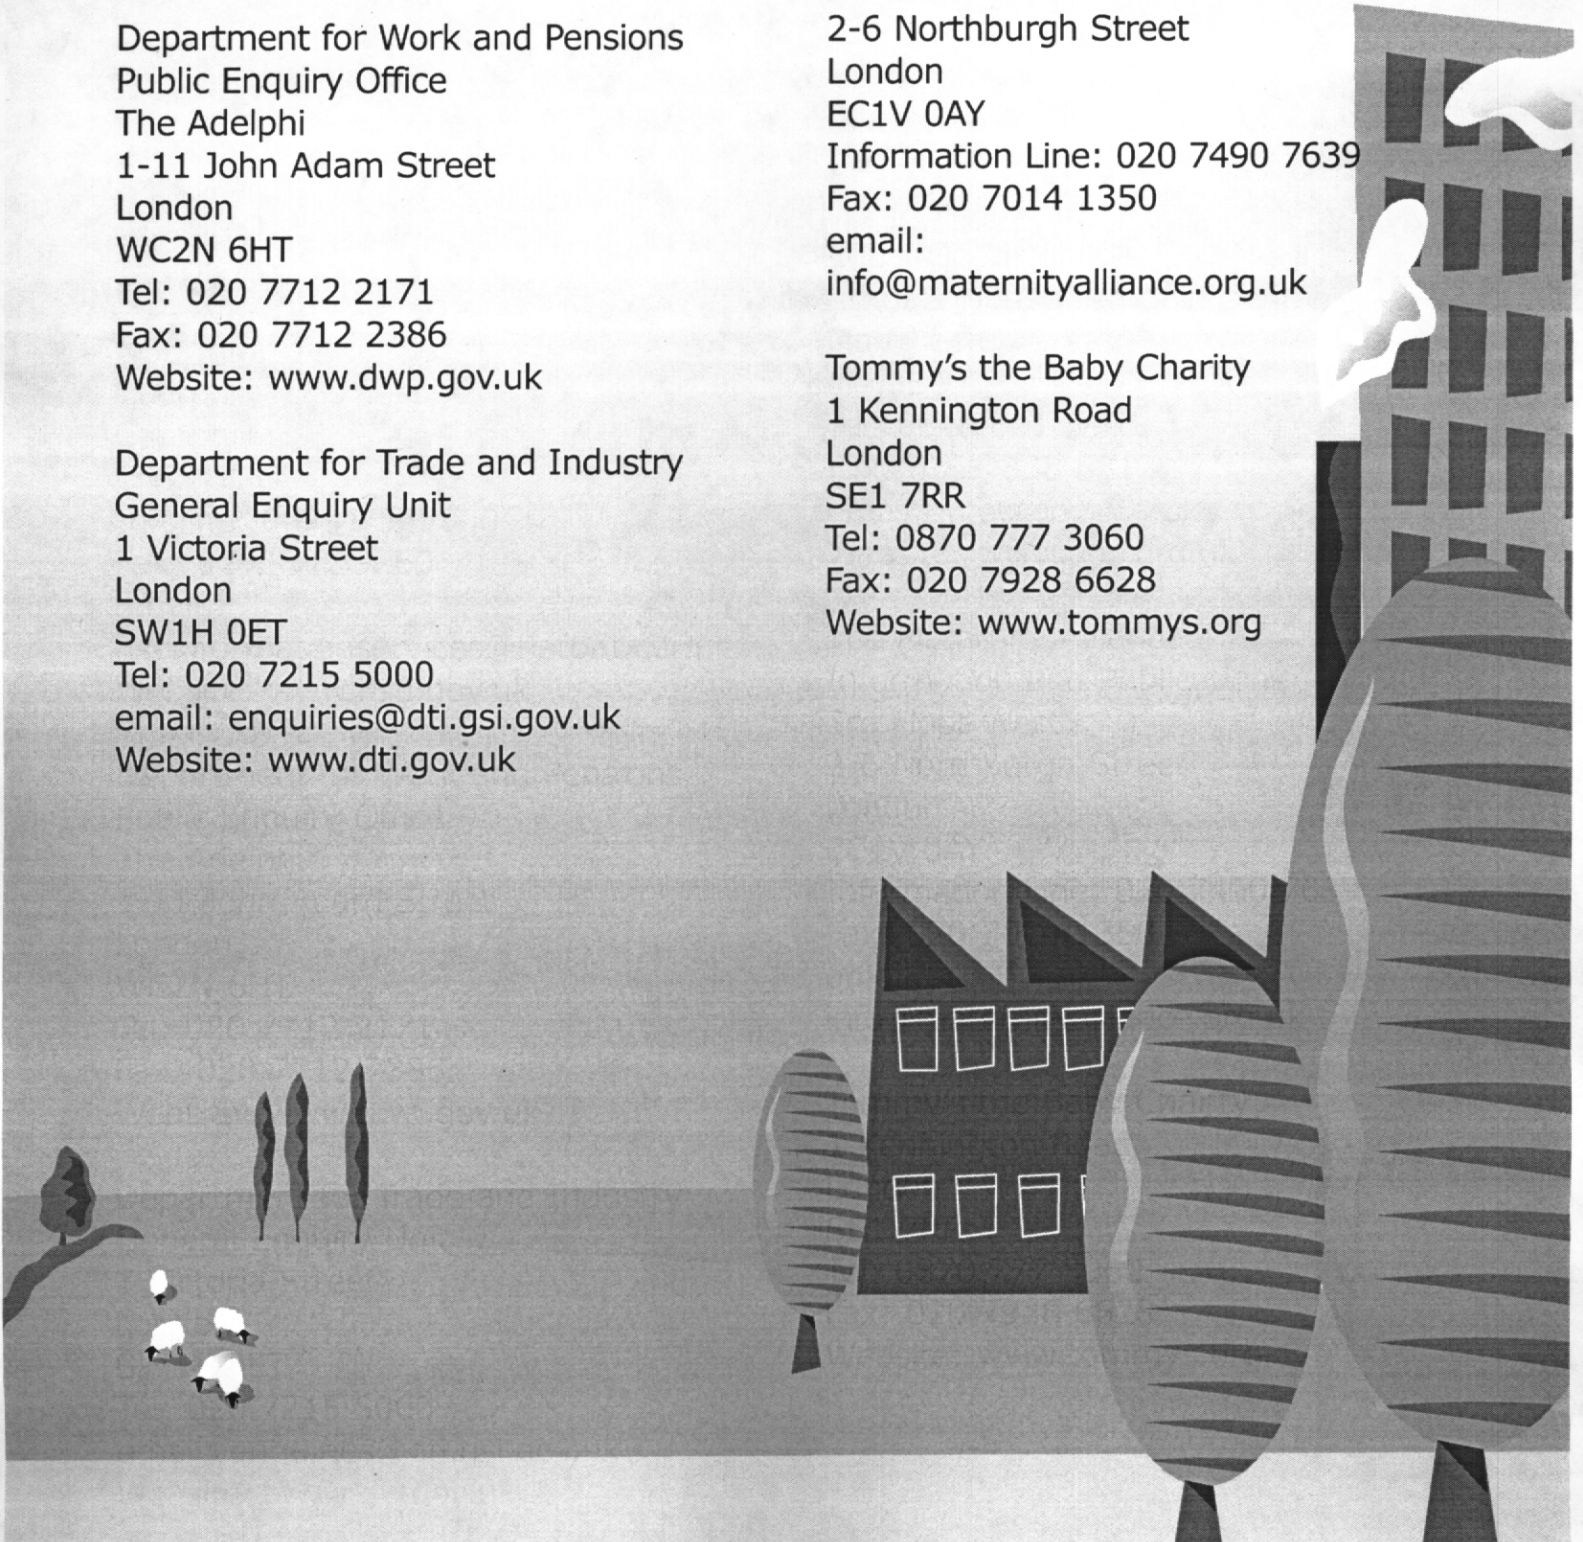 Department for Work and Pensions
Public Enquiry Office
The Adelphi
1-11 John Adam Street
London
WC2N 6HT
Tel: 020 7712 2171
Fax: 020 7712 2386
Website: www.dwp.gov.uk
Department for Trade and Industry
General Enquiry Unit
1 Victoria Street
London
SW1H 0ET
Tel: 020 7215 5000
email: enquiries@dti.gsi.gov.uk
Website: www.dti.gov.uk
2-6 Northburgh Street
London
EC1V 0AY
Information Line: 020 7490 7639
Fax: 020 7014 1350
email:
info@maternityalliance.org.uk
Tommy's the Baby Charity
1 Kennington Road
London
SE1 7RR
Tel: 0870 777 3060
Fax: 020 7928 6628
Website: www.tommys.org